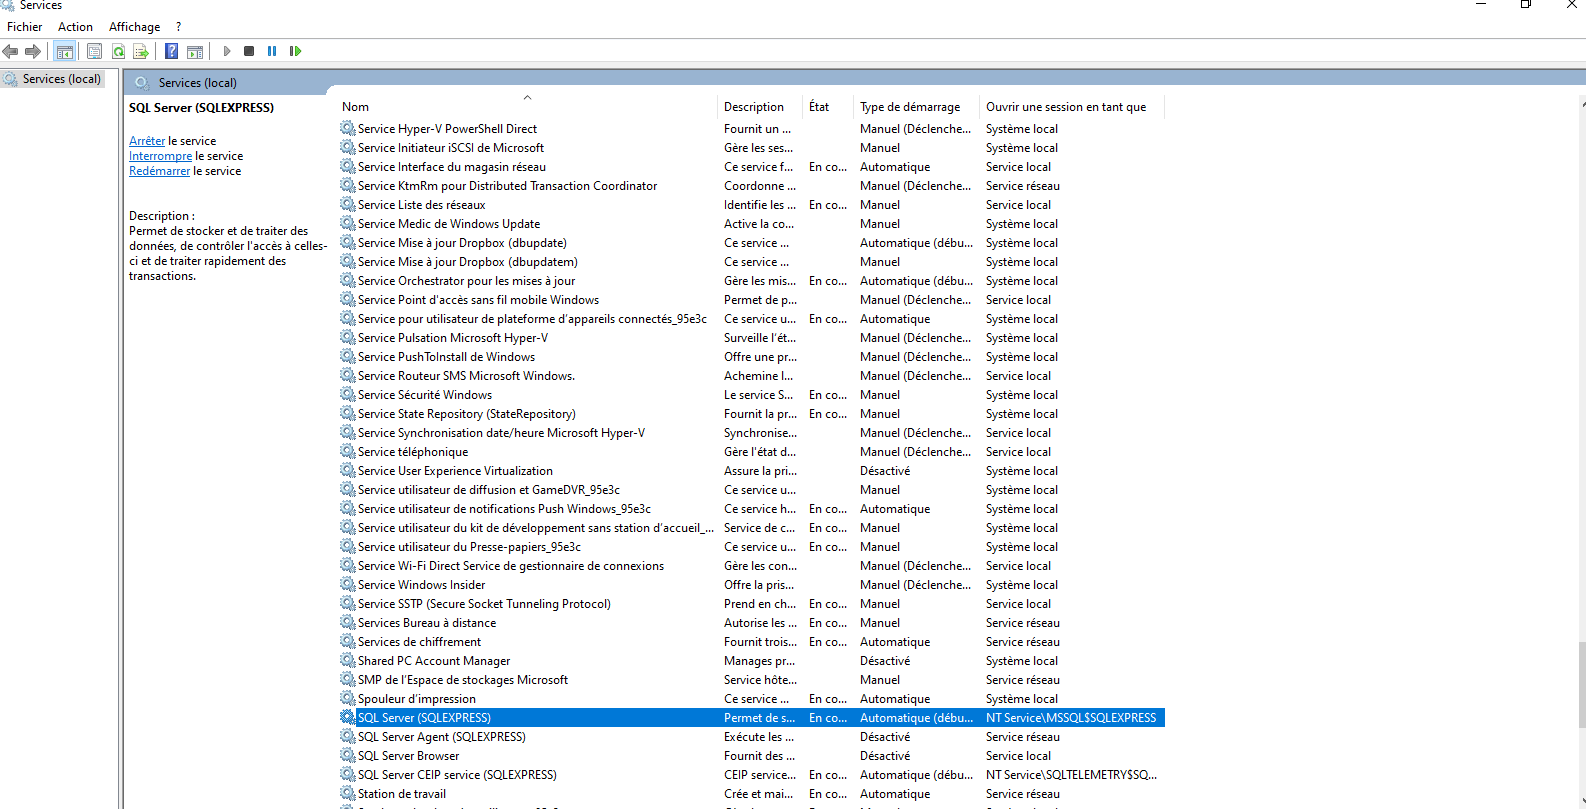 Services
Fichier Action Affichage ?
Services (local)
Services (local)
SQL Server (SQLEXPRESS)
Arrêter le service
Interrompre le service
Redémarrer le service
Description :
Permet de stocker et de traiter des
données, de contrôler l'accès à celles-
ci et de traiter rapidement des
transactions.
Nom Description État Type de démarrage Ouvrir une session en tant que
Service Hyper-V PowerShell Direct Fournit un ... Manuel (Déclenche... Système local
Service Initiateur iSCSI de Microsoft Gère les ses... Manuel Système local
Service Interface du magasin réseau Ce service f... En co... Automatique Service local
Service KtmRm pour Distributed Transaction Coordinator Coordonne ... Manuel (Déclenche... Service réseau
Service Liste des réseaux Identifie les ... En co... Manuel Service local
Service Medic de Windows Update Active la co... Manuel Système local
Service Mise à jour Dropbox (dbupdate) Ce service ... Automatique (débu... Système local
Service Mise à jour Dropbox (dbupdatem) Ce service ... Manuel Système local
Service Orchestrator pour les mises à jour Gère les mis... En co... Automatique (débu... Système local
Service Point d'accès sans fil mobile Windows Permet de p... Manuel (Déclenche... Service local
Service pour utilisateur de plateforme d'appareils connectés_95e3c Ce service u... En co... Automatique Système local
Service Pulsation Microsoft Hyper-V Surveille l'ét... Manuel (Déclenche... Système local
Service PushToInstall de Windows Offre une pr... Manuel (Déclenche... Système local
Service Routeur SMS Microsoft Windows. Achemine l... Manuel (Déclenche... Service local
Service Sécurité Windows Le service S... En co... Manuel Système local
Service State Repository (StateRepository) Fournit la pr... En co... Manuel Système local
Service Synchronisation date/heure Microsoft Hyper-V Synchronise... Manuel (Déclenche... Service local
Service téléphonique Gère l'état d... Manuel (Déclenche... Service local
Service User Experience Virtualization Assure la pri... Désactivé Système local
Service utilisateur de diffusion et GameDVR_95e3c Ce service u... Manuel Système local
Service utilisateur de notifications Push Windows_95e3c Ce service h... En co... Automatique Système local
Service utilisateur du kit de développement sans station d'accueil_... Service de c... En co... Manuel Système local
Service utilisateur du Presse-papiers_95e3c Ce service u... En co... Manuel Système local
Service Wi-Fi Direct Service de gestionnaire de connexions Gère les con... Manuel (Déclenche... Service local
Service Windows Insider Offre la pris... Manuel (Déclenche... Système local
Service SSTP (Secure Socket Tunneling Protocol) Prend en ch... En co... Manuel Service local
Services Bureau à distance Autorise les ... En co... Manuel Service réseau
Services de chiffrement Fournit trois... En co... Automatique Service réseau
Shared PC Account Manager Manages pr... Désactivé Système local
SMP de l'Espace de stockages Microsoft Service hôte... Manuel Service réseau
Spouleur d'impression Ce service ... En co... Automatique Système local
SQL Server (SQLEXPRESS) Permet de s... En co... Automatique (débu... NT Service\MSSQL$SQLEXPRESS
SQL Server Agent (SQLEXPRESS) Exécute les ... Désactivé Service réseau
SQL Server Browser Fournit des ... Désactivé Service local
SQL Server CEIP service (SQLEXPRESS) CEIP service... En co... Automatique (débu... NT Service\SQLTELEMETRY$SQ...
Station de travail Crée et mai... En co... Automatique Service réseau